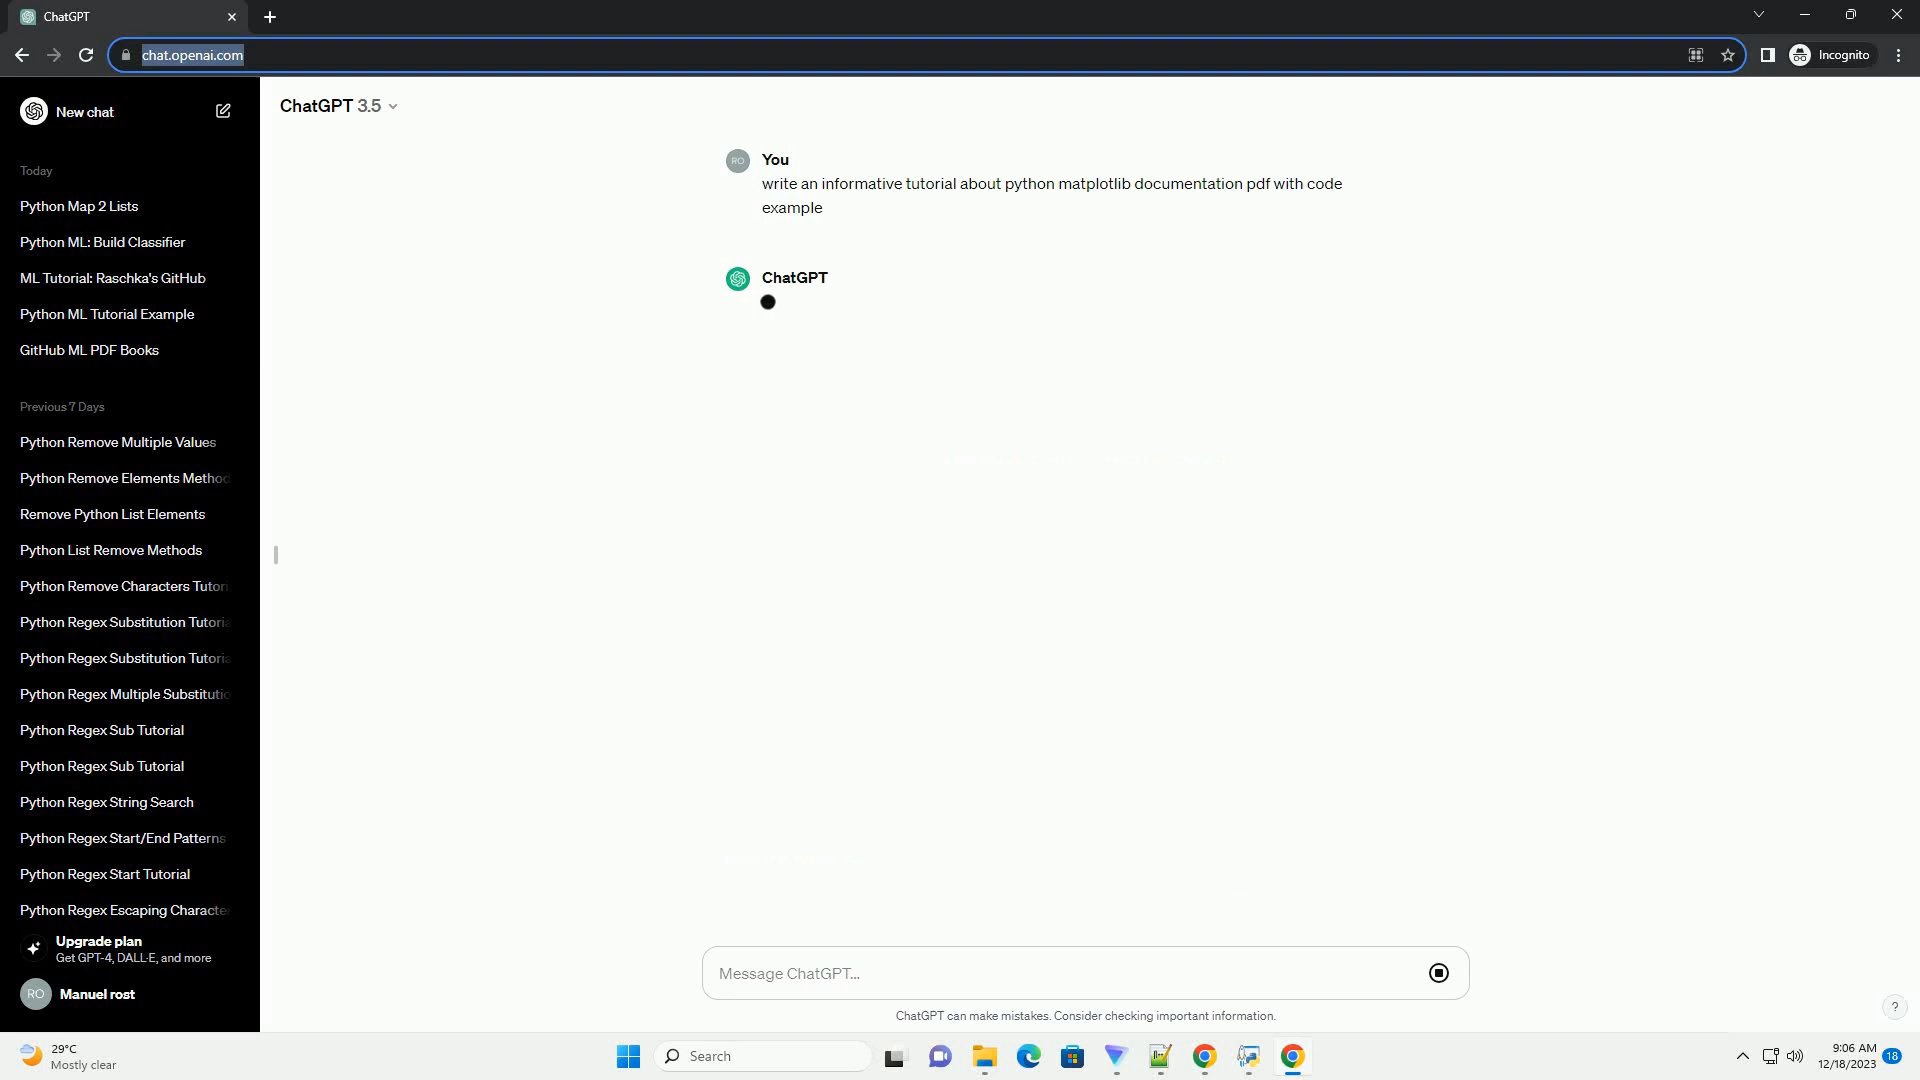 ChatGPT
chat.openai.com
Incognito
New chat
Today
Python Map 2 Lists
Python ML: Build Classifier
ML Tutorial: Raschka's GitHub
Python ML Tutorial Example
GitHub ML PDF Books
Previous 7 Days
Python Remove Multiple Values
Python Remove Elements Method
Remove Python List Elements
Python List Remove Methods
Python Remove Characters Tutori
Python Regex Substitution Tutoria
Python Regex Substitution Tutoria
Python Regex Multiple Substitutio
Python Regex Sub Tutorial
Python Regex Sub Tutorial
Python Regex String Search
Python Regex Start/End Patterns
Python Regex Start Tutorial
Python Regex Escaping Character
Upgrade plan
Get GPT-4, DALL·E, and more
RO Manuel rost
ChatGPT 3.5
RO You
write an informative tutorial about python matplotlib documentation pdf with code
example
ChatGPT
Message ChatGPT...
ChatGPT can make mistakes. Consider checking important information.
?
29°C
Mostly clear
Search
9:06 AM
12/18/2023
18